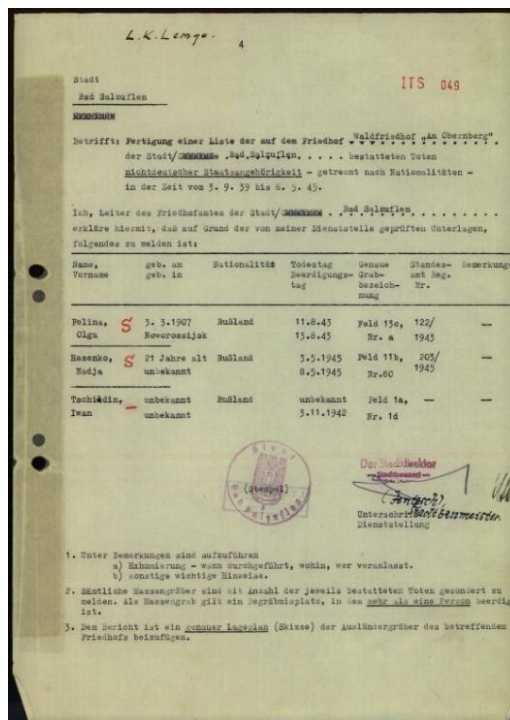 L.K. Lemgo.
4
Stadt
Bad Salzuflen
ITS 049
Betrifft: Fertigung einer Liste der auf dem Friedhof Waldfriedhof "Am Obernberg"
der Stadt/ Bad Salzuflen. . . . . bestatteten Toten
nichtdeutscher Staatsangehörigkeit - getrennt nach Nationalitäten -
in der Zeit von 3. 9. 39 bis 6. 5. 45.
Ich, Leiter des Friedhofamtes der Stadt/ Bad Salzuflen
erkläre hiermit, daß auf Grund der von meiner Dienststelle geprüften Unterlagen,
folgendes zu melden ist:
Name, geb. am Nationalität Todestag Genaue Standes- Bemerkunge
Vorname geb. in Beerdigungs- Grab- amt Reg.
tag bezeich- Nr.
nung
Pelina, S 3. 3.1907 Rußland 11.8.43 Feld 13c, 122/ —
Olga Noworossijsk 13.8.43 Nr. a 1943
Hasenko, S 21 Jahre alt Rußland 3.5.1945 Feld 11b, 203/ —
Nadja unbekannt 8.5.1945 Nr.80 1945
unbekannt Rußland unbekannt Feld 1a, — —
Iwan unbekannt 3.11.1942 Nr. 1d
Stadt
Bad Salzuflen
(Stempel)
Der Stadtdirektor
— Stadtbauamt —
Unterschrift
Stadtobermeister.
Dienststellung
1. Unter Bemerkungen sind aufzuführen
a) Exhumierung - wann durchgeführt, wohin, wer veranlasst.
b) sonstige wichtige Hinweise.
2. Sämtliche Massengräber sind mit Anzahl der jeweils bestatteten Toten gesondert zu
melden. Als Massengrab gilt ein Begräbnisplatz, in dem mehr als eine Person beerdig
ist.
3. Dem Bericht ist ein genauer Lageplan (Skizze) der Ausländergräber des betreffenden
Friedhofs beizufügen.